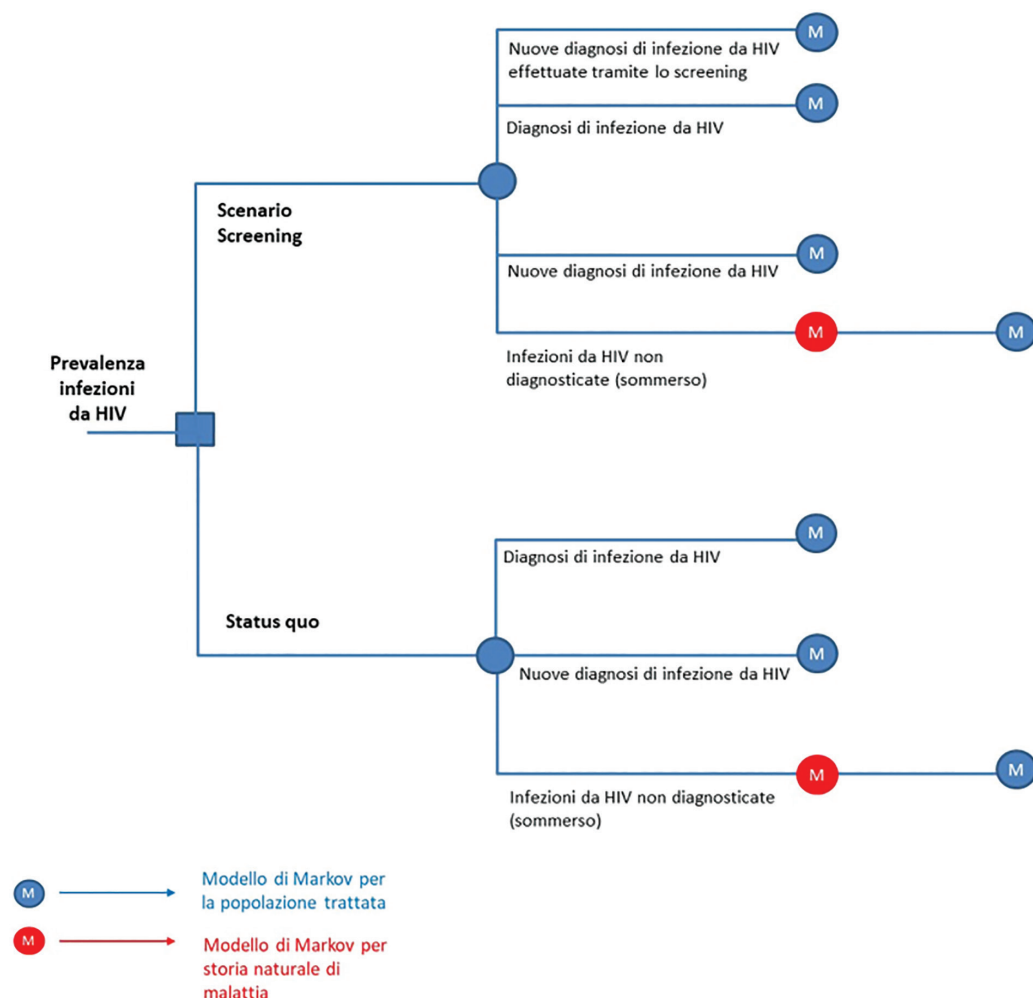 M
Nuove diagnosi di infezione da HIV
effettuate tramite lo screening
M
Diagnosi di infezione da HIV
Scenario
Screening
M
Nuove diagnosi di infezione da HIV
M
M
Infezioni da HIV non
diagnosticate (sommerso)
Prevalenza
infezioni
da HIV
M
Diagnosi di infezione da HIV
Status quo
M
Nuove diagnosi di infezione da HIV
M
M
Infezioni da HIV non diagnosticate
(sommerso)
M
Modello di Markov per
la popolazione trattata
M
Modello di Markov per
storia naturale di
malattia